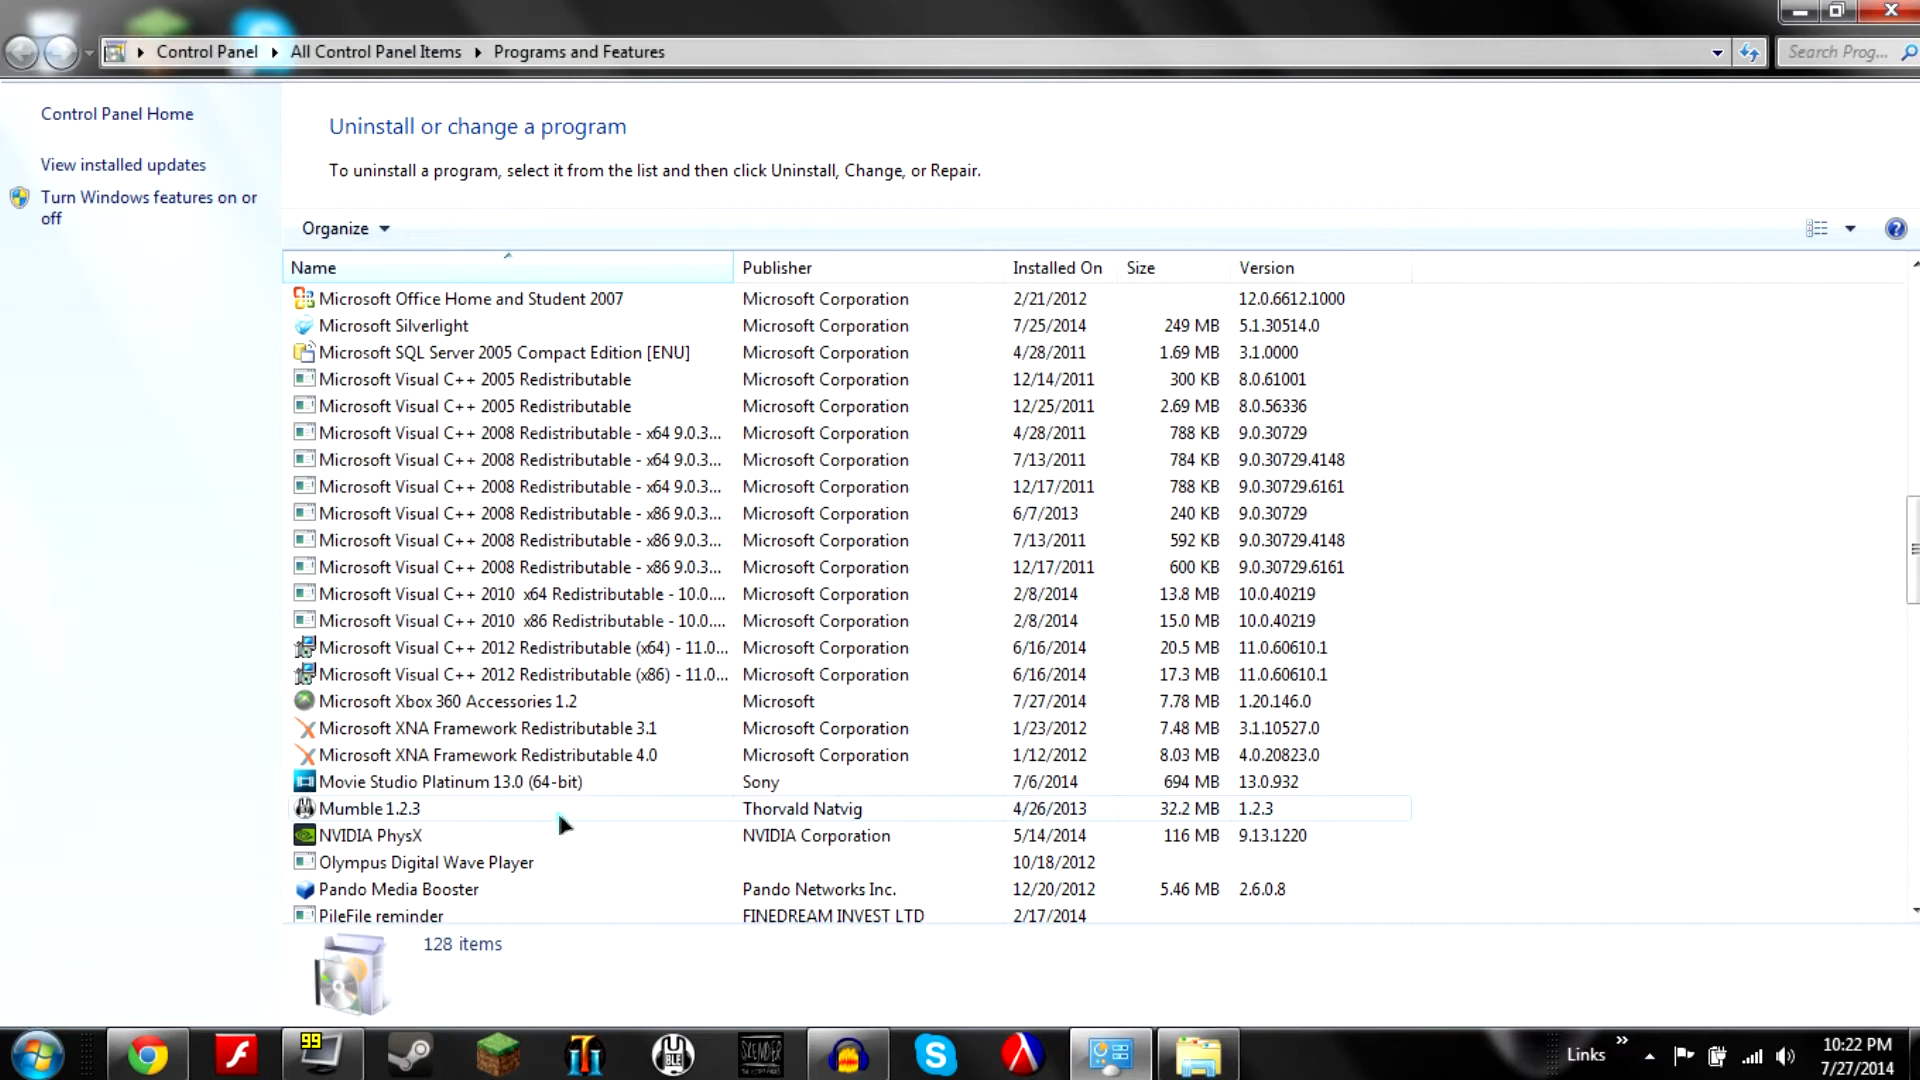 Control Panel ▸ All Control Panel Items ▸ Programs and Features
Search Prog...
Control Panel Home
View installed updates
Turn Windows features on or
off
Uninstall or change a program
To uninstall a program, select it from the list and then click Uninstall, Change, or Repair.
Organize
Name Publisher Installed On Size Version
Microsoft Office Home and Student 2007 Microsoft Corporation 2/21/2012 12.0.6612.1000
Microsoft Silverlight Microsoft Corporation 7/25/2014 249 MB 5.1.30514.0
Microsoft SQL Server 2005 Compact Edition [ENU] Microsoft Corporation 4/28/2011 1.69 MB 3.1.0000
Microsoft Visual C++ 2005 Redistributable Microsoft Corporation 12/14/2011 300 KB 8.0.61001
Microsoft Visual C++ 2005 Redistributable Microsoft Corporation 12/25/2011 2.69 MB 8.0.56336
Microsoft Visual C++ 2008 Redistributable - x64 9.0.3... Microsoft Corporation 4/28/2011 788 KB 9.0.30729
Microsoft Visual C++ 2008 Redistributable - x64 9.0.3... Microsoft Corporation 7/13/2011 784 KB 9.0.30729.4148
Microsoft Visual C++ 2008 Redistributable - x64 9.0.3... Microsoft Corporation 12/17/2011 788 KB 9.0.30729.6161
Microsoft Visual C++ 2008 Redistributable - x86 9.0.3... Microsoft Corporation 6/7/2013 240 KB 9.0.30729
Microsoft Visual C++ 2008 Redistributable - x86 9.0.3... Microsoft Corporation 7/13/2011 592 KB 9.0.30729.4148
Microsoft Visual C++ 2008 Redistributable - x86 9.0.3... Microsoft Corporation 12/17/2011 600 KB 9.0.30729.6161
Microsoft Visual C++ 2010 x64 Redistributable - 10.0.... Microsoft Corporation 2/8/2014 13.8 MB 10.0.40219
Microsoft Visual C++ 2010 x86 Redistributable - 10.0.... Microsoft Corporation 2/8/2014 15.0 MB 10.0.40219
Microsoft Visual C++ 2012 Redistributable (x64) - 11.0... Microsoft Corporation 6/16/2014 20.5 MB 11.0.60610.1
Microsoft Visual C++ 2012 Redistributable (x86) - 11.0... Microsoft Corporation 6/16/2014 17.3 MB 11.0.60610.1
Microsoft Xbox 360 Accessories 1.2 Microsoft 7/27/2014 7.78 MB 1.20.146.0
Microsoft XNA Framework Redistributable 3.1 Microsoft Corporation 1/23/2012 7.48 MB 3.1.10527.0
Microsoft XNA Framework Redistributable 4.0 Microsoft Corporation 1/12/2012 8.03 MB 4.0.20823.0
Movie Studio Platinum 13.0 (64-bit) Sony 7/6/2014 694 MB 13.0.932
Mumble 1.2.3 Thorvald Natvig 4/26/2013 32.2 MB 1.2.3
NVIDIA PhysX NVIDIA Corporation 5/14/2014 116 MB 9.13.1220
Olympus Digital Wave Player 10/18/2012
Pando Media Booster Pando Networks Inc. 12/20/2012 5.46 MB 2.6.0.8
PileFile reminder FINEDREAM INVEST LTD 2/17/2014
128 items
99
BLE
SLENDER
Links
10:22 PM
7/27/2014